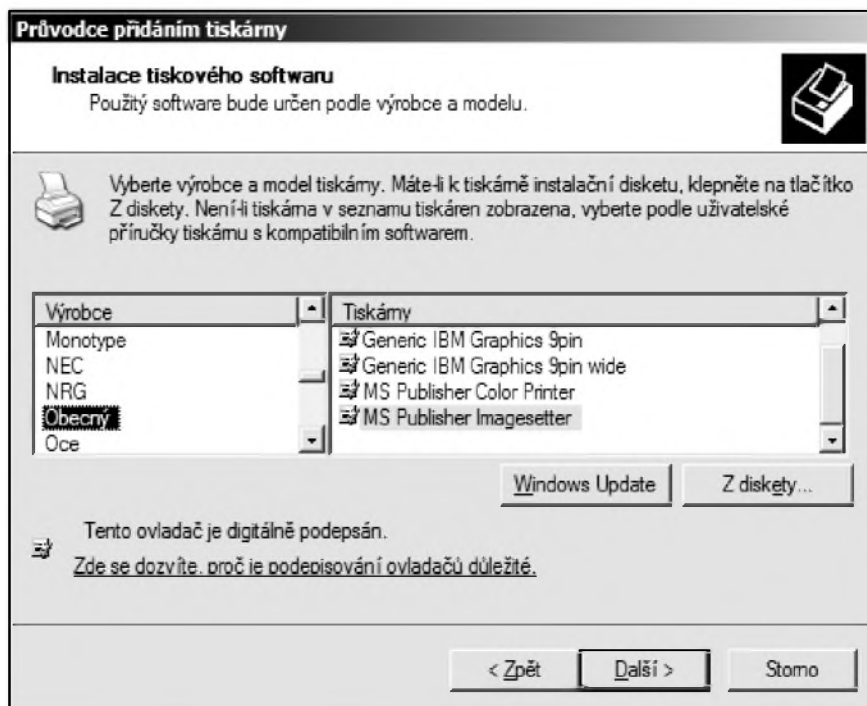 Průvodce přidáním tiskárny
Instalace tiskového softwaru
Použitý software bude určen podle výrobce a modelu.
Vyberte výrobce a model tiskárny. Máte-li k tiskárně instalační disketu, klepněte na tlačítko
Z diskety. Není-li tiskárna v seznamu tiskáren zobrazena, vyberte podle uživatelské
příručky tiskárnu s kompatibilním softwarem.
Výrobce
Monotype
NEC
NRG
Obecný
Oce
Tiskárny
Generic IBM Graphics 9pin
Generic IBM Graphics 9pin wide
MS Publisher Color Printer
MS Publisher Imagesetter
Windows Update
Z diskety...
Tento ovladač je digitálně podepsán.
Zde se dozvíte, proč je podepisování ovladačů důležité.
< Zpět
Další >
Storno